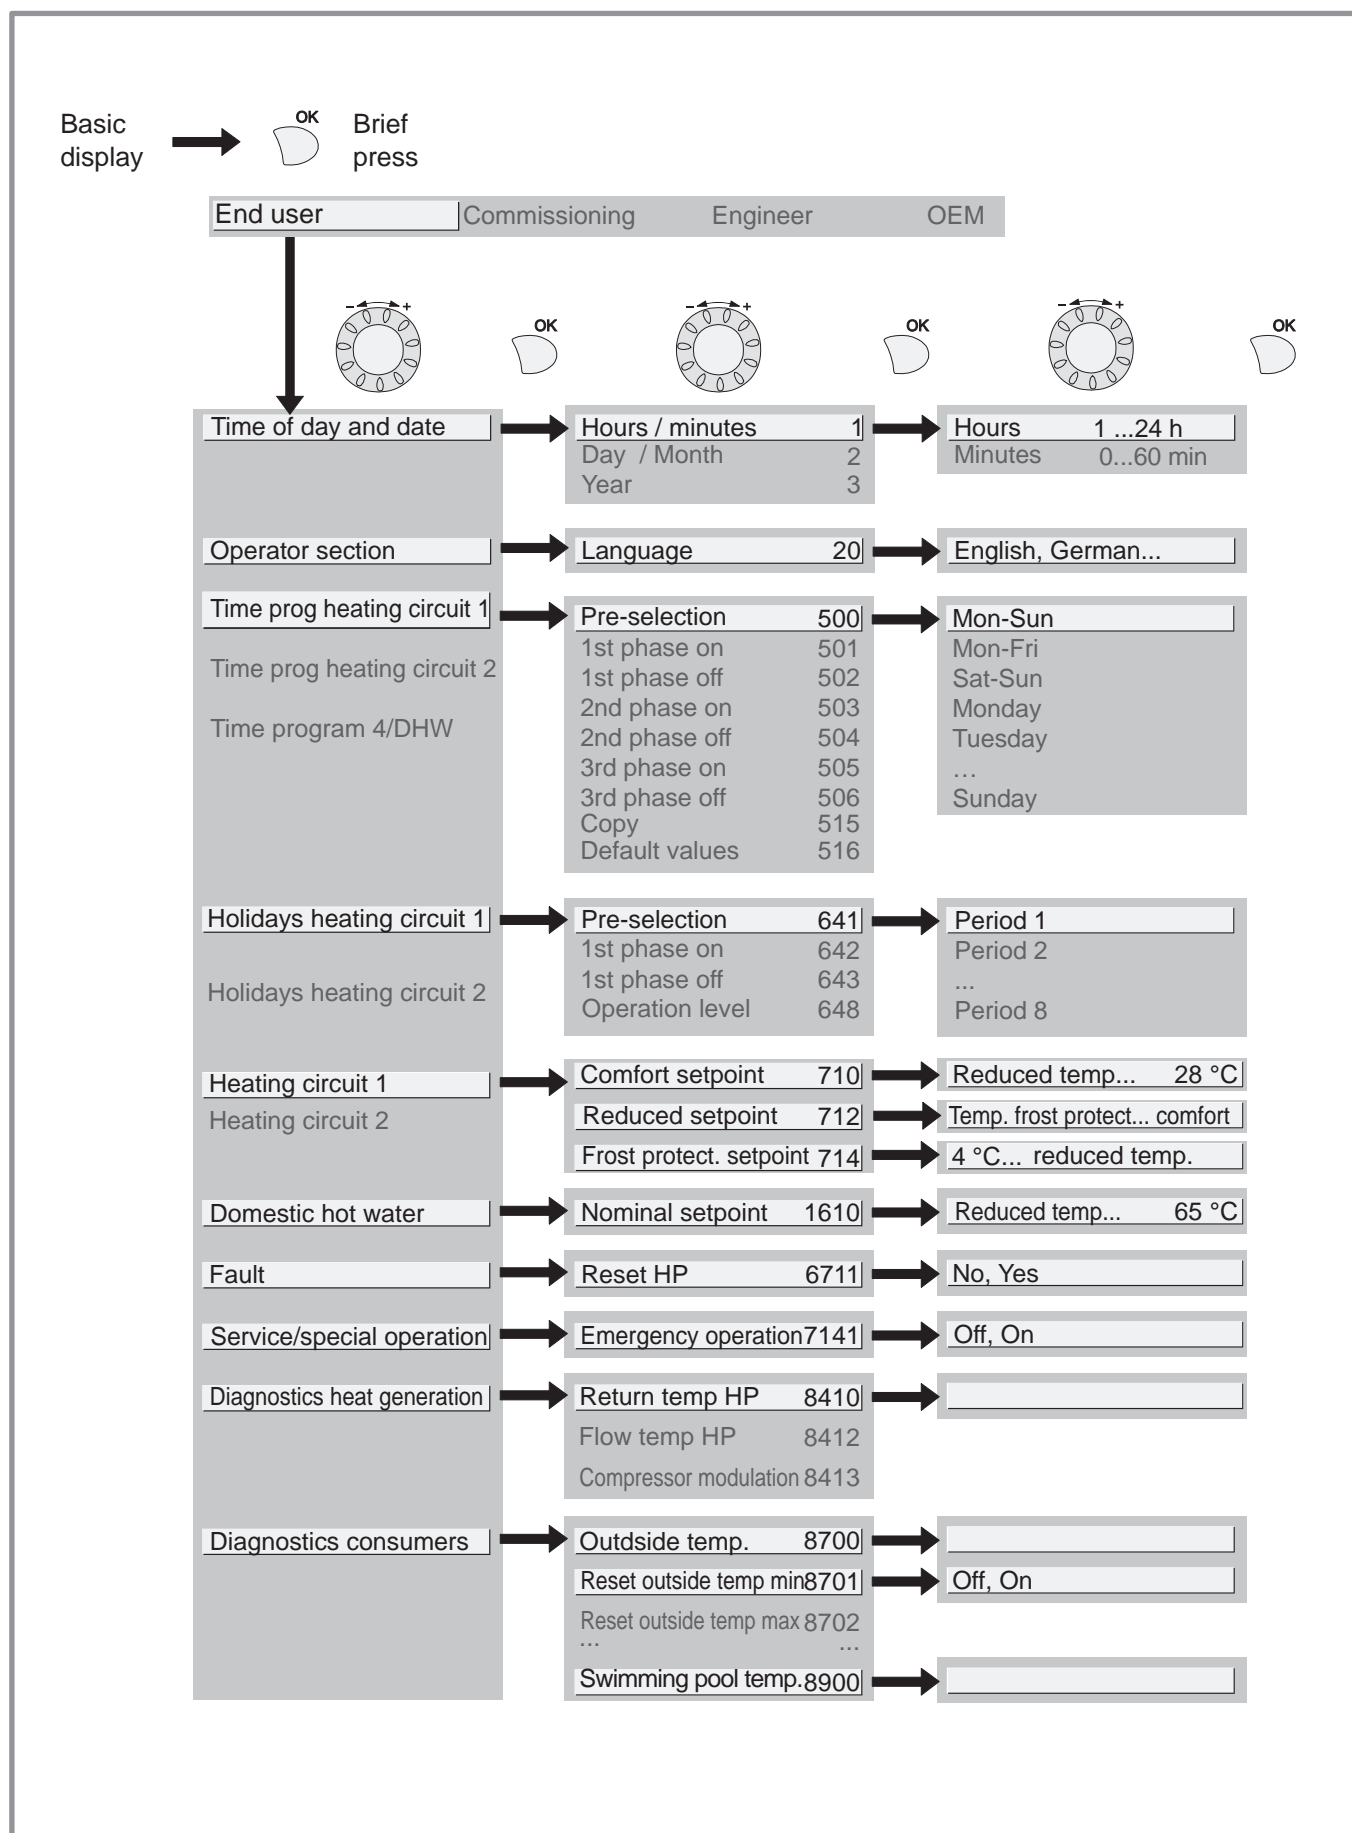 Basic display
OK
Brief press
End user Commissioning Engineer OEM
- +
OK
- +
OK
- +
OK
Time of day and date
Hours / minutes 1
Hours 1 ...24 h
Day / Month 2
Minutes 0...60 min
Year 3
Operator section
Language 20
English, German...
Time prog heating circuit 1
Pre-selection 500
Mon-Sun
1st phase on 501
Mon-Fri
Time prog heating circuit 2
1st phase off 502
Sat-Sun
2nd phase on 503
Monday
Time program 4/DHW
2nd phase off 504
Tuesday
3rd phase on 505
…
3rd phase off 506
Sunday
Copy 515
Default values 516
Holidays heating circuit 1
Pre-selection 641
Period 1
1st phase on 642
Period 2
1st phase off 643
...
Holidays heating circuit 2
Operation level 648
Period 8
Heating circuit 1
Comfort setpoint 710
Reduced temp... 28 °C
Heating circuit 2
Reduced setpoint 712
Temp. frost protect... comfort
Frost protect. setpoint 714
4 °C... reduced temp.
Domestic hot water
Nominal setpoint 1610
Reduced temp... 65 °C
Fault
Reset HP 6711
No, Yes
Service/special operation
Emergency operation 7141
Off, On
Diagnostics heat generation
Return temp HP 8410
Flow temp HP 8412
Compressor modulation 8413
Diagnostics consumers
Outdside temp. 8700
Reset outside temp min 8701
Off, On
Reset outside temp max 8702
... ...
Swimming pool temp. 8900